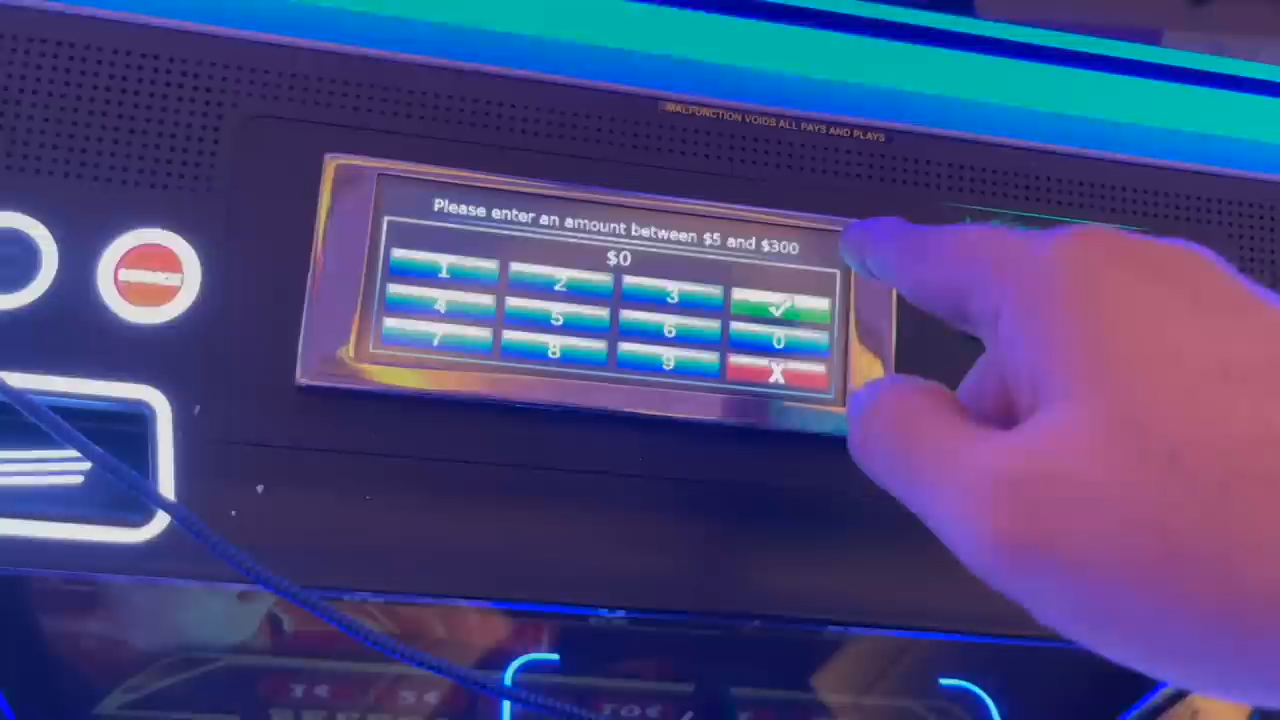 MALFUNCTION VOIDS ALL PAYS AND PLAYS
Please enter an amount between $5 and $300
$0
1 2 3 ✓
4 5 6 0
7 8 9 X